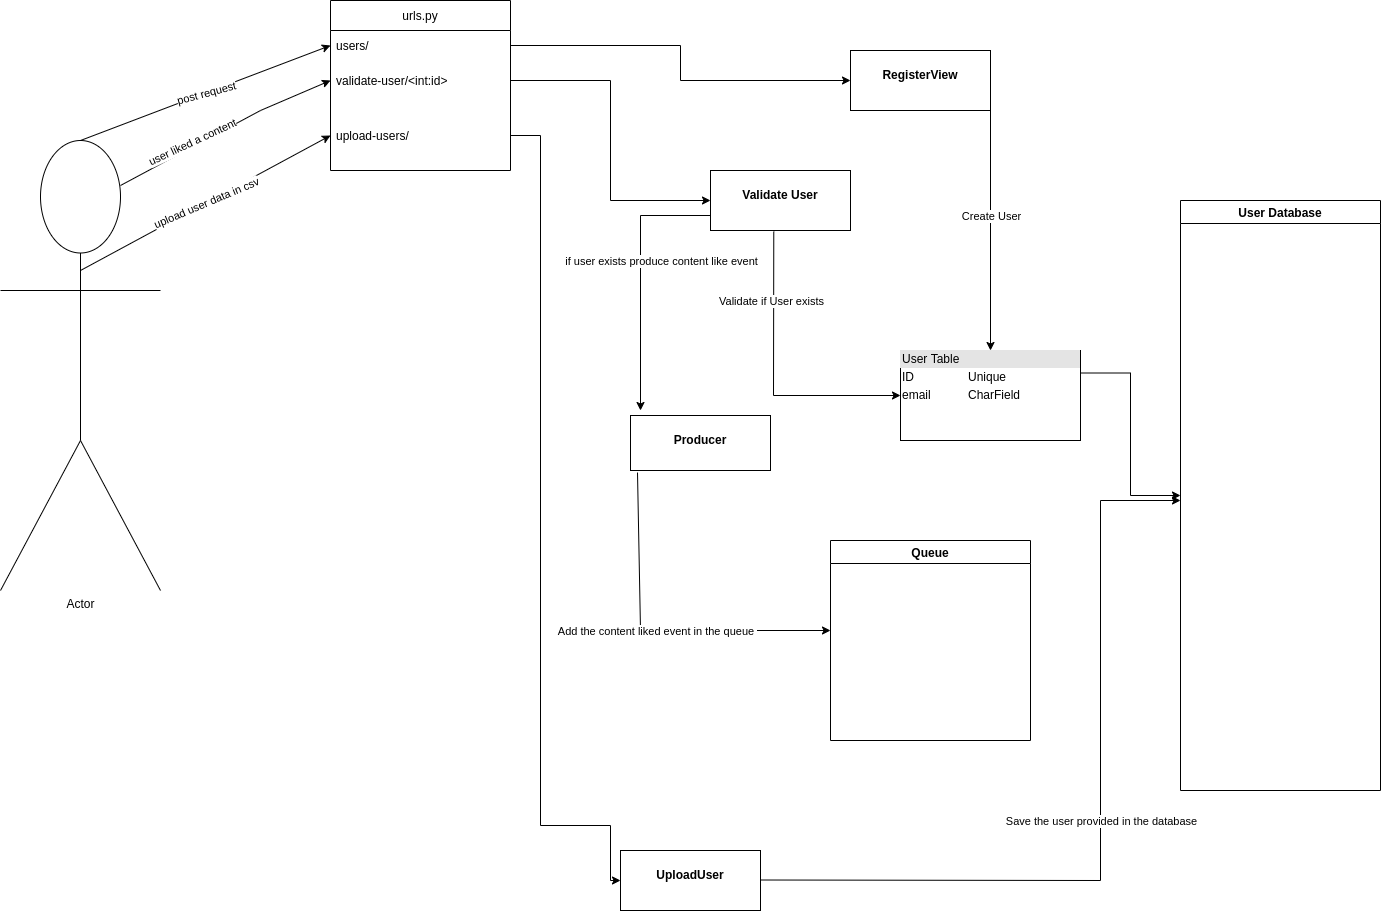 urls.py
users/
validate-user/<int:id>
upload-users/
post request
user liked a content
upload user data in csv
Actor
RegisterView
Validate User
Create User
if user exists produce content like event
Validate if User exists
User Database
User Table
ID Unique
email CharField
Producer
Queue
Add the content liked event in the queue
Save the user provided in the database
UploadUser